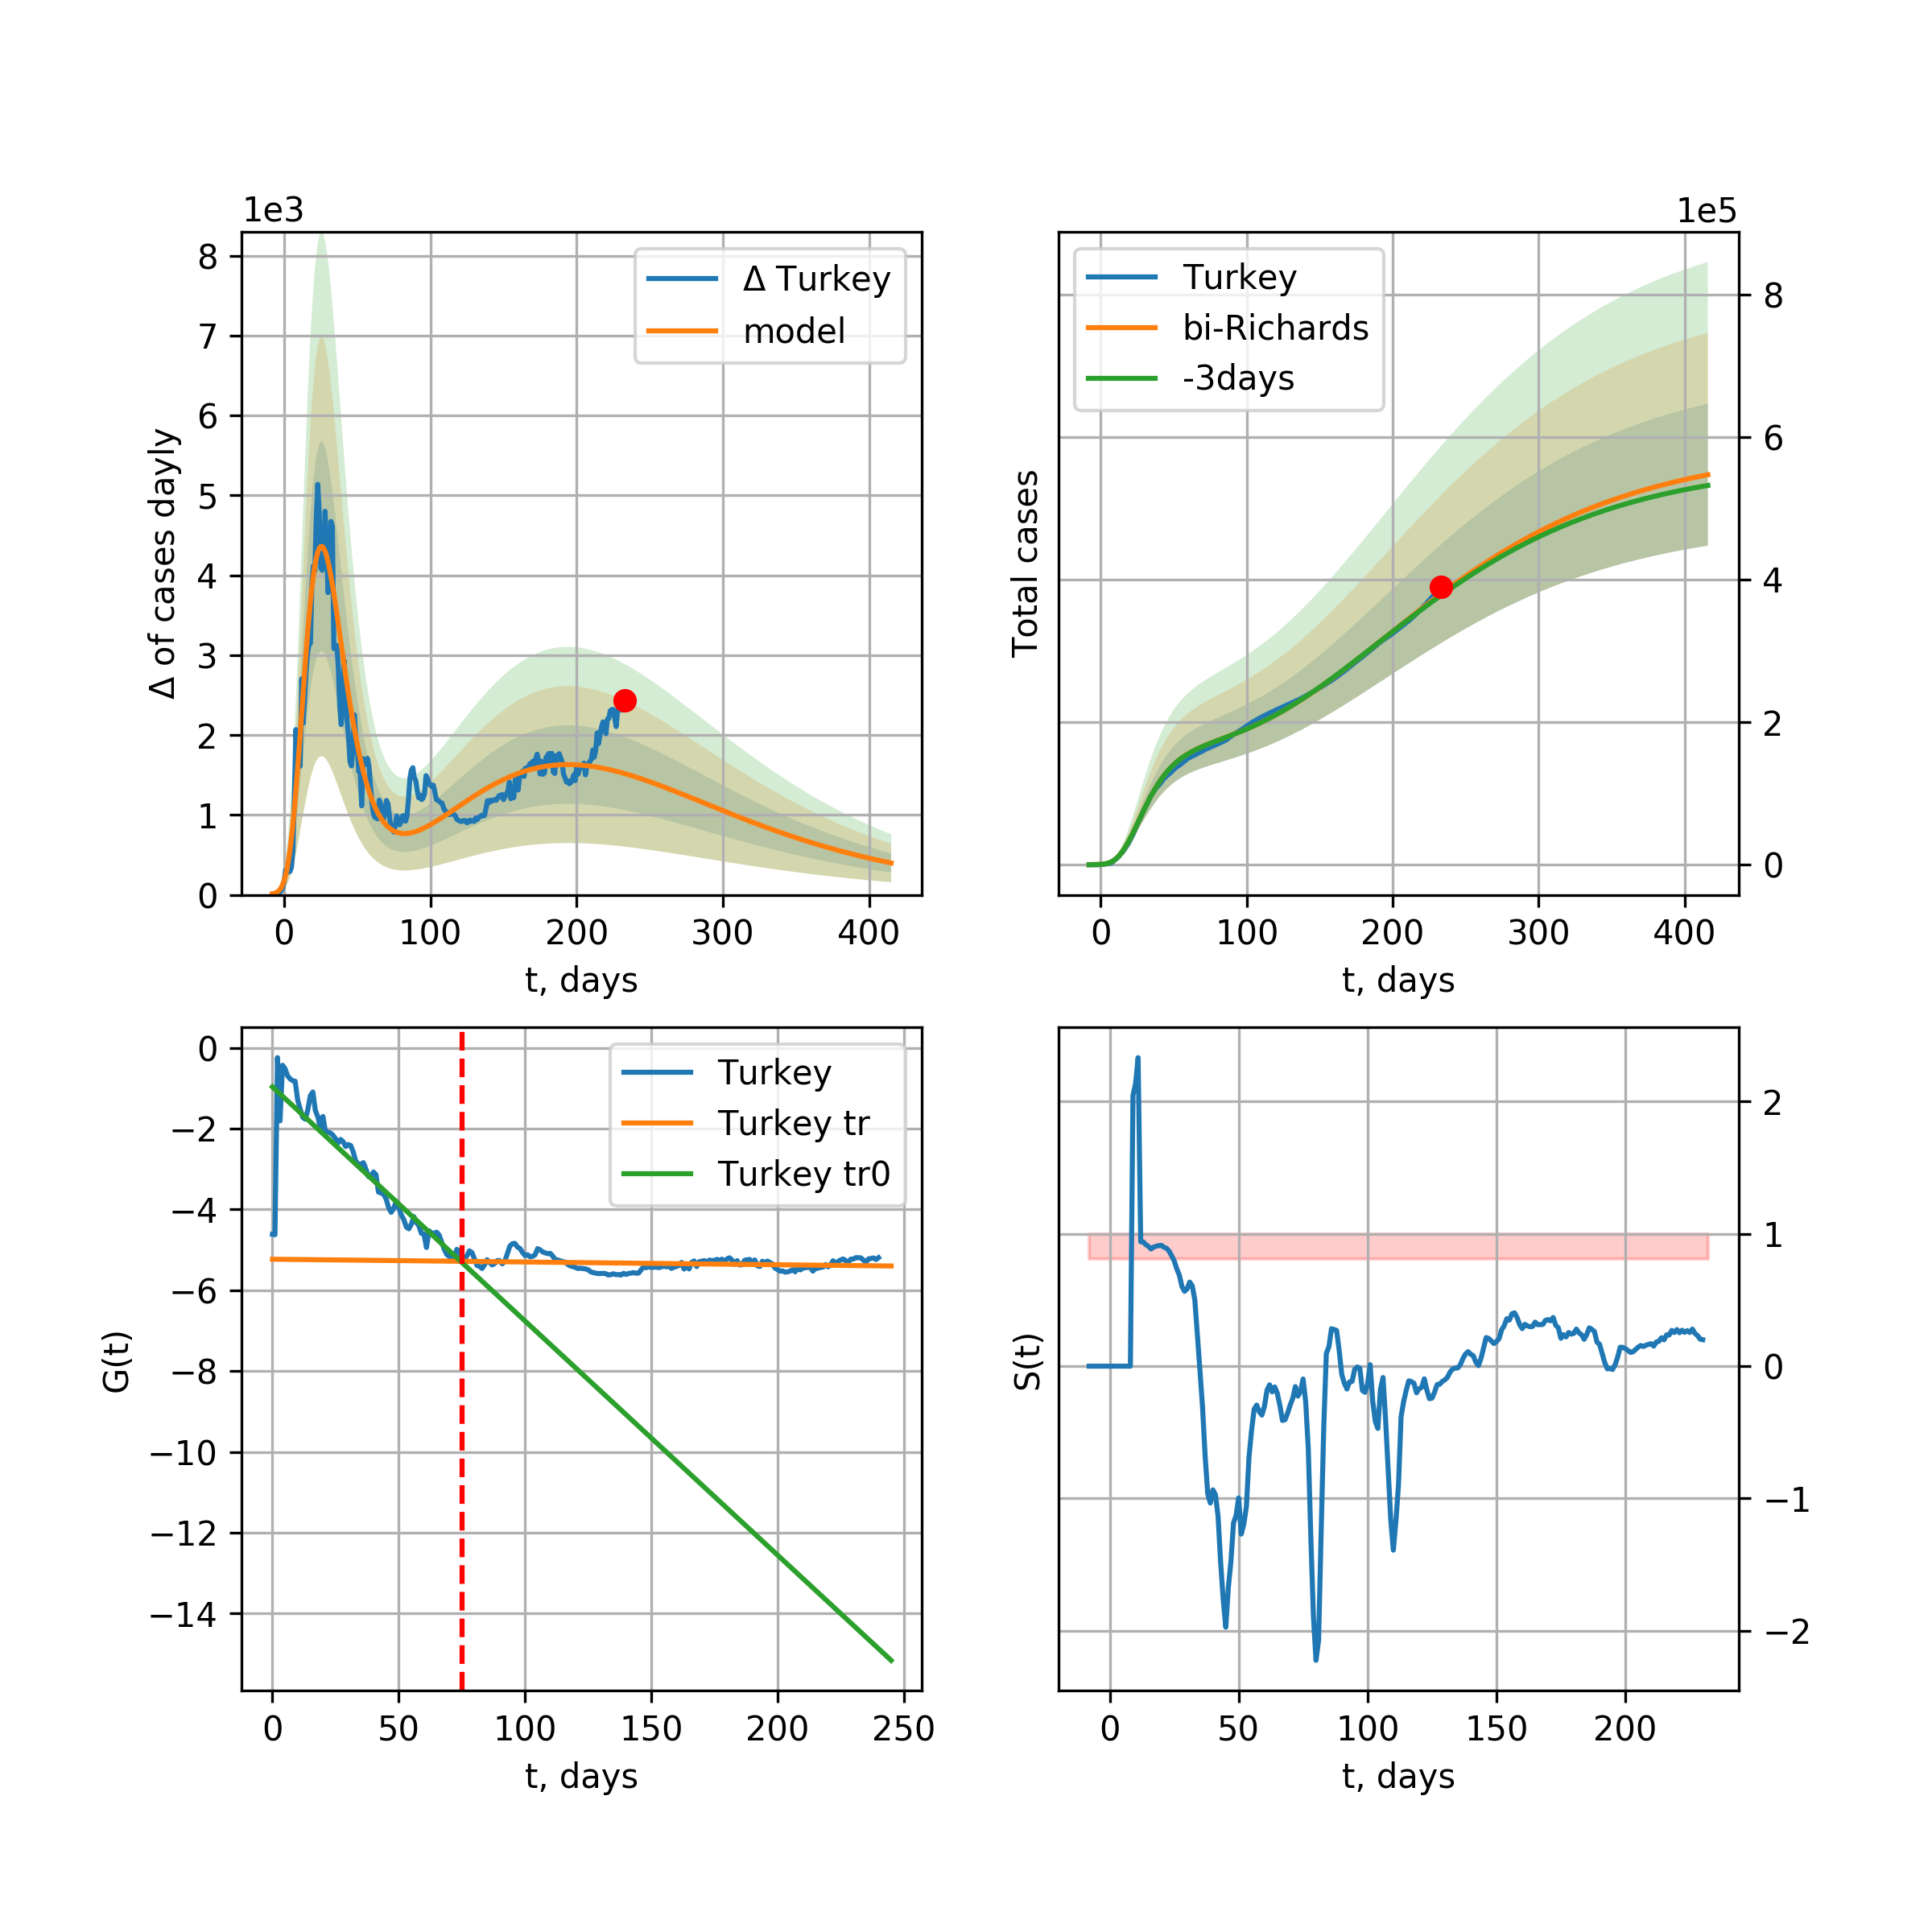 1e3
8
7
6
5
4
3
2
1
0
Δ of cases dayly
Δ Turkey
model
0 100 200 300 400
t, days
1e5
8
6
4
2
0
Total cases
Turkey
bi-Richards
-3days
0 100 200 300 400
t, days
0
−2
−4
−6
−8
−10
−12
−14
G(t)
Turkey
Turkey tr
Turkey tr0
0 50 100 150 200 250
t, days
2
1
0
−1
−2
S(t)
0 50 100 150 200
t, days